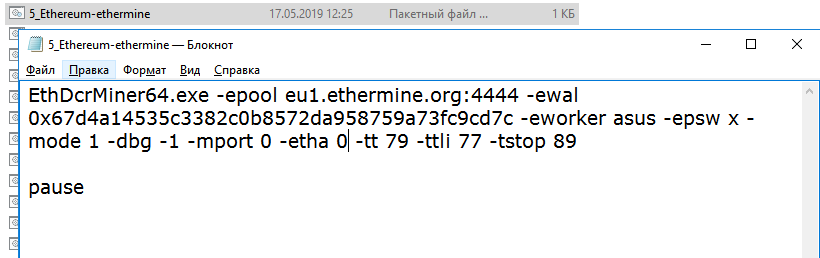 5_Ethereum-ethermine 17.05.2019 12:25 Пакетный файл ... 1 КБ
5_Ethereum-ethermine — Блокнот
Файл Правка Формат Вид Справка
EthDcrMiner64.exe -epool eu1.ethermine.org:4444 -ewal
0x67d4a14535c3382c0b8572da958759a73fc9cd7c -eworker asus -epsw x -
mode 1 -dbg -1 -mport 0 -etha 0 -tt 79 -ttli 77 -tstop 89
pause